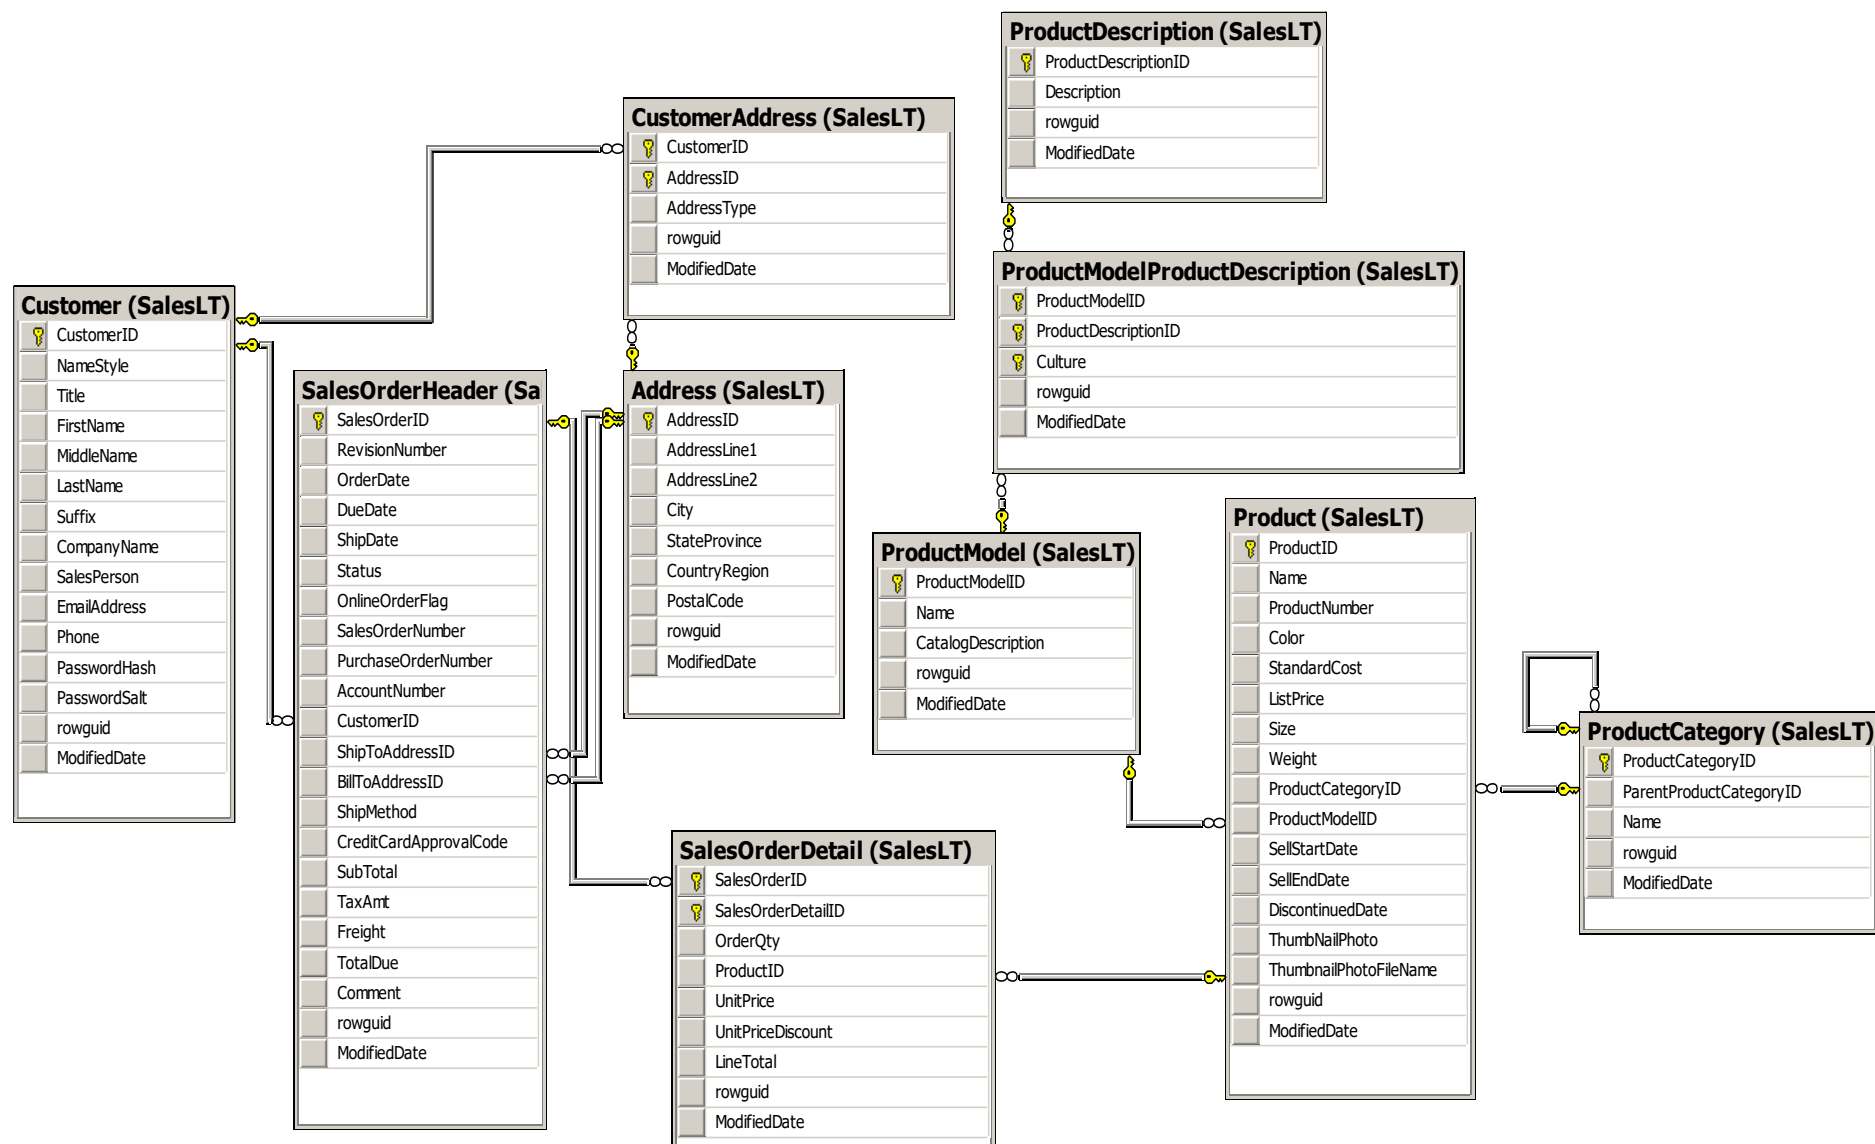 ProductDescription (SalesLT)
ProductDescriptionID
Description
rowguid
ModifiedDate
CustomerAddress (SalesLT)
CustomerID
AddressID
AddressType
rowguid
ModifiedDate
ProductModelProductDescription (SalesLT)
ProductModelID
ProductDescriptionID
Culture
rowguid
ModifiedDate
Customer (SalesLT)
CustomerID
NameStyle
Title
FirstName
MiddleName
LastName
Suffix
CompanyName
SalesPerson
EmailAddress
Phone
PasswordHash
PasswordSalt
rowguid
ModifiedDate
SalesOrderHeader (Sa
SalesOrderID
RevisionNumber
OrderDate
DueDate
ShipDate
Status
OnlineOrderFlag
SalesOrderNumber
PurchaseOrderNumber
AccountNumber
CustomerID
ShipToAddressID
BillToAddressID
ShipMethod
CreditCardApprovalCode
SubTotal
TaxAmt
Freight
TotalDue
Comment
rowguid
ModifiedDate
Address (SalesLT)
AddressID
AddressLine1
AddressLine2
City
StateProvince
CountryRegion
PostalCode
rowguid
ModifiedDate
ProductModel (SalesLT)
ProductModelID
Name
CatalogDescription
rowguid
ModifiedDate
Product (SalesLT)
ProductID
Name
ProductNumber
Color
StandardCost
ListPrice
Size
Weight
ProductCategoryID
ProductModelID
SellStartDate
SellEndDate
DiscontinuedDate
ThumbNailPhoto
ThumbnailPhotoFileName
rowguid
ModifiedDate
ProductCategory (SalesLT)
ProductCategoryID
ParentProductCategoryID
Name
rowguid
ModifiedDate
SalesOrderDetail (SalesLT)
SalesOrderID
SalesOrderDetailID
OrderQty
ProductID
UnitPrice
UnitPriceDiscount
LineTotal
rowguid
ModifiedDate